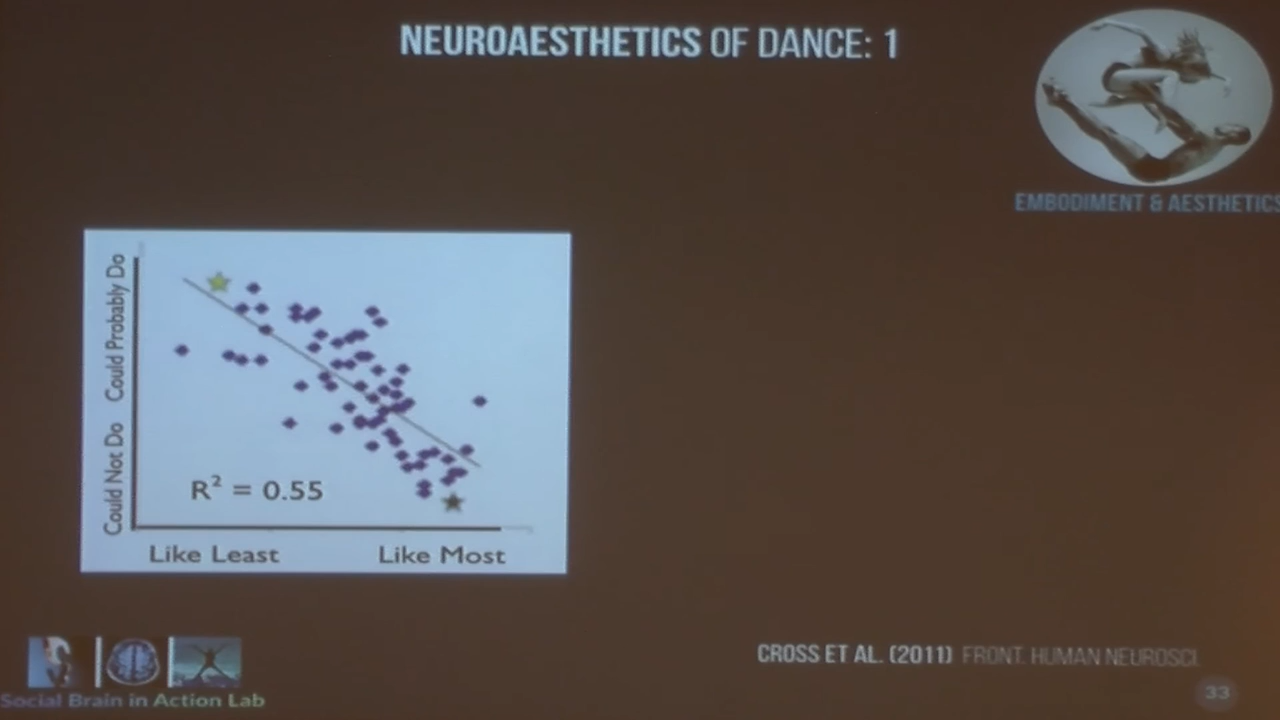 NEUROAESTHETICS OF DANCE: 1
EMBODIMENT & AESTHETICS
Could Not Do Could Probably Do
R² = 0.55
Like Least Like Most
CROSS ET AL. (2011) FRONT. HUMAN NEUROSCI.
Social Brain in Action Lab
33